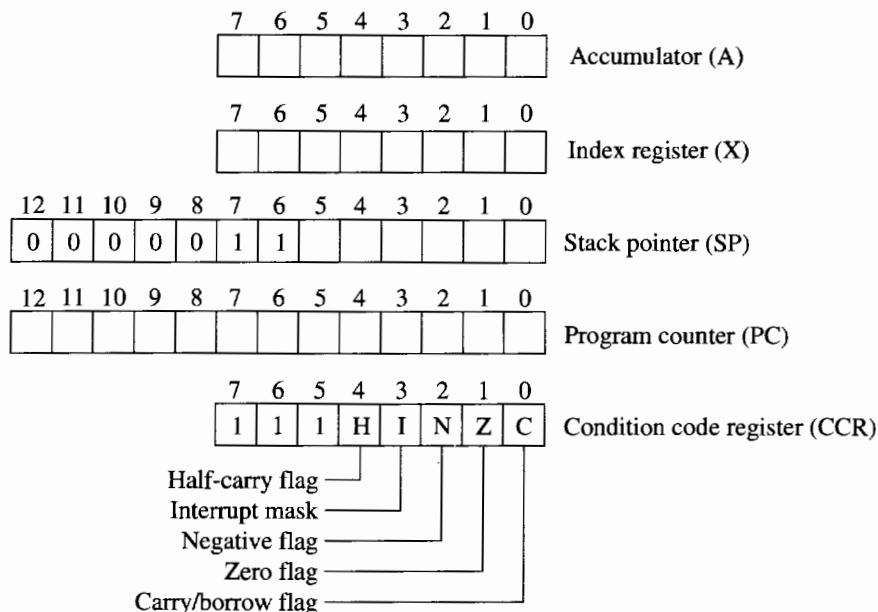 7 6 5 4 3 2 1 0
Accumulator (A)
7 6 5 4 3 2 1 0
Index register (X)
12 11 10 9 8 7 6 5 4 3 2 1 0
0 0 0 0 0 1 1 Stack pointer (SP)
12 11 10 9 8 7 6 5 4 3 2 1 0
Program counter (PC)
7 6 5 4 3 2 1 0
1 1 1 H I N Z C Condition code register (CCR)
Half-carry flag
Interrupt mask
Negative flag
Zero flag
Carry/borrow flag